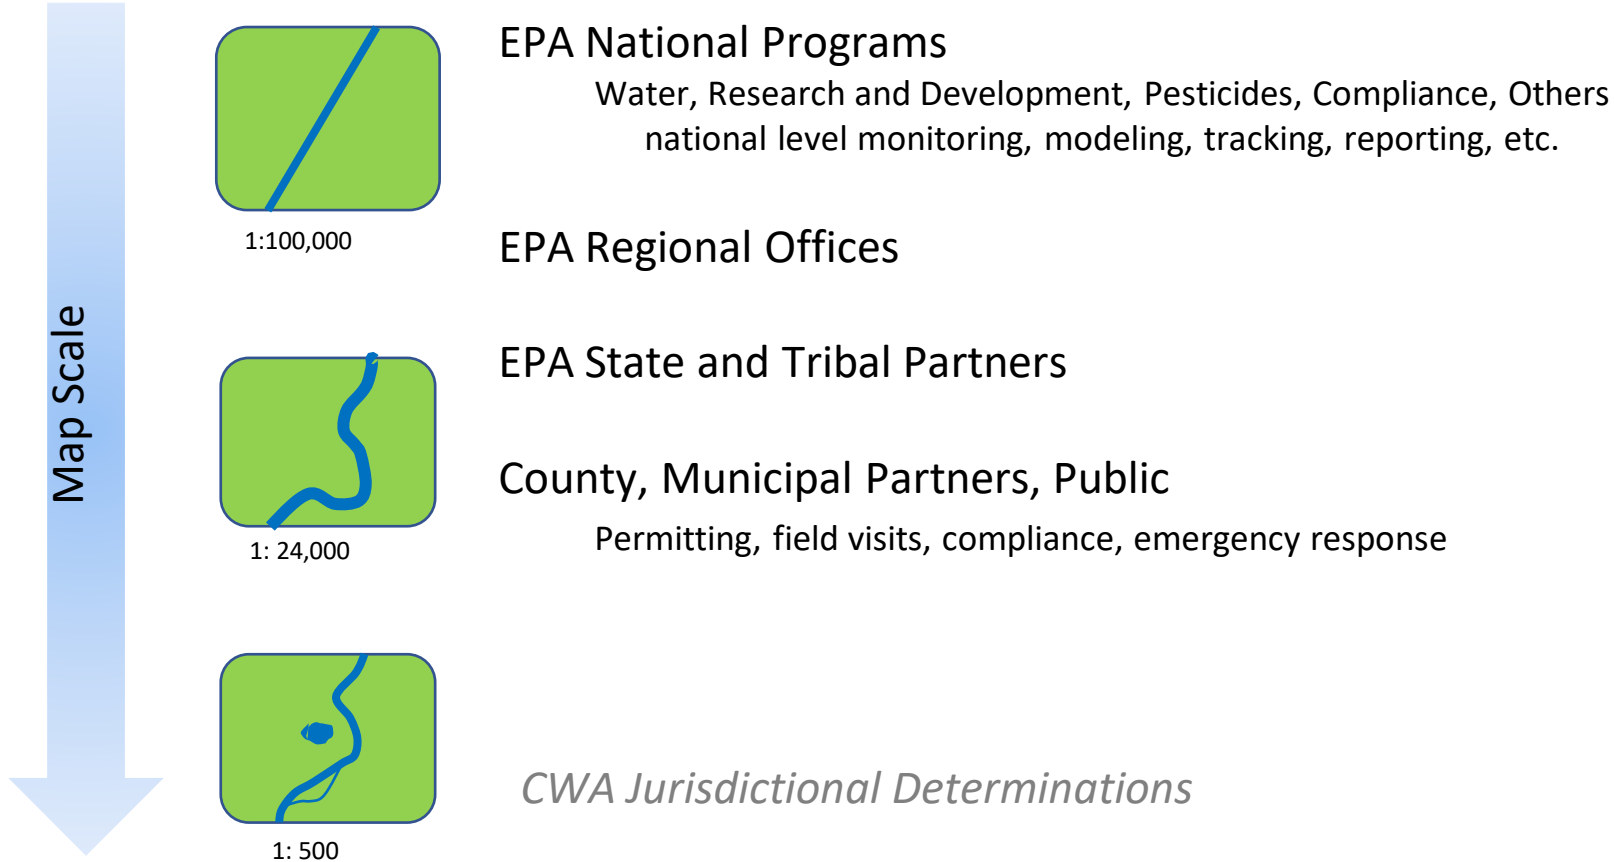 EPA National Programs
Water, Research and Development, Pesticides, Compliance, Others
national level monitoring, modeling, tracking, reporting, etc.
1:100,000
EPA Regional Offices
Map Scale
EPA State and Tribal Partners
County, Municipal Partners, Public
Permitting, field visits, compliance, emergency response
1: 24,000
CWA Jurisdictional Determinations
1: 500